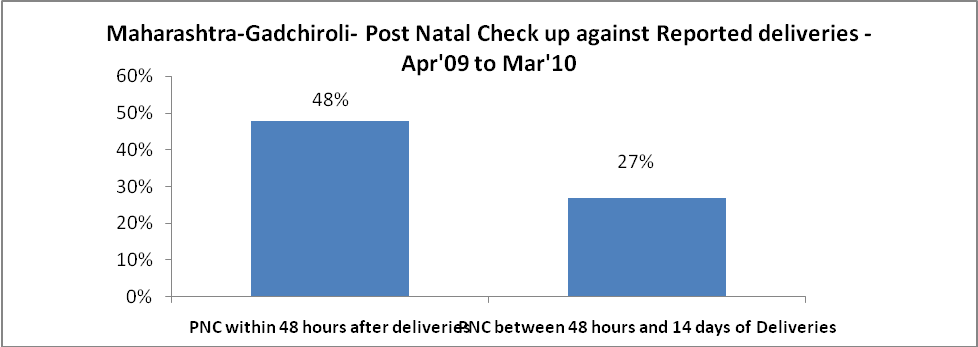 Maharashtra-Gadchiroli- Post Natal Check up against Reported deliveries -
Apr'09 to Mar'10
60%
50%
40%
30%
20%
10%
0%
48%
27%
PNC within 48 hours after deliveries
PNC between 48 hours and 14 days of Deliveries